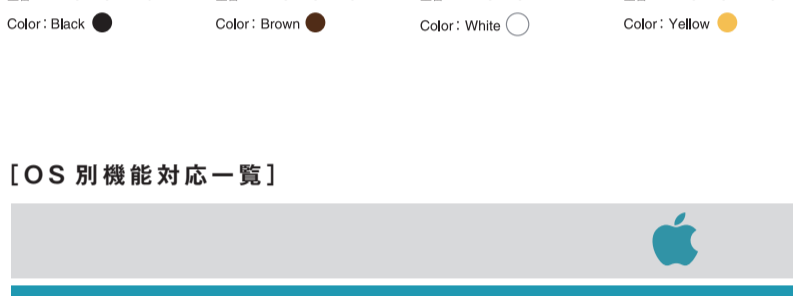 Color：Black
Color：Brown
Color：White
Color：Yellow
[OS 別機能対応一覧]